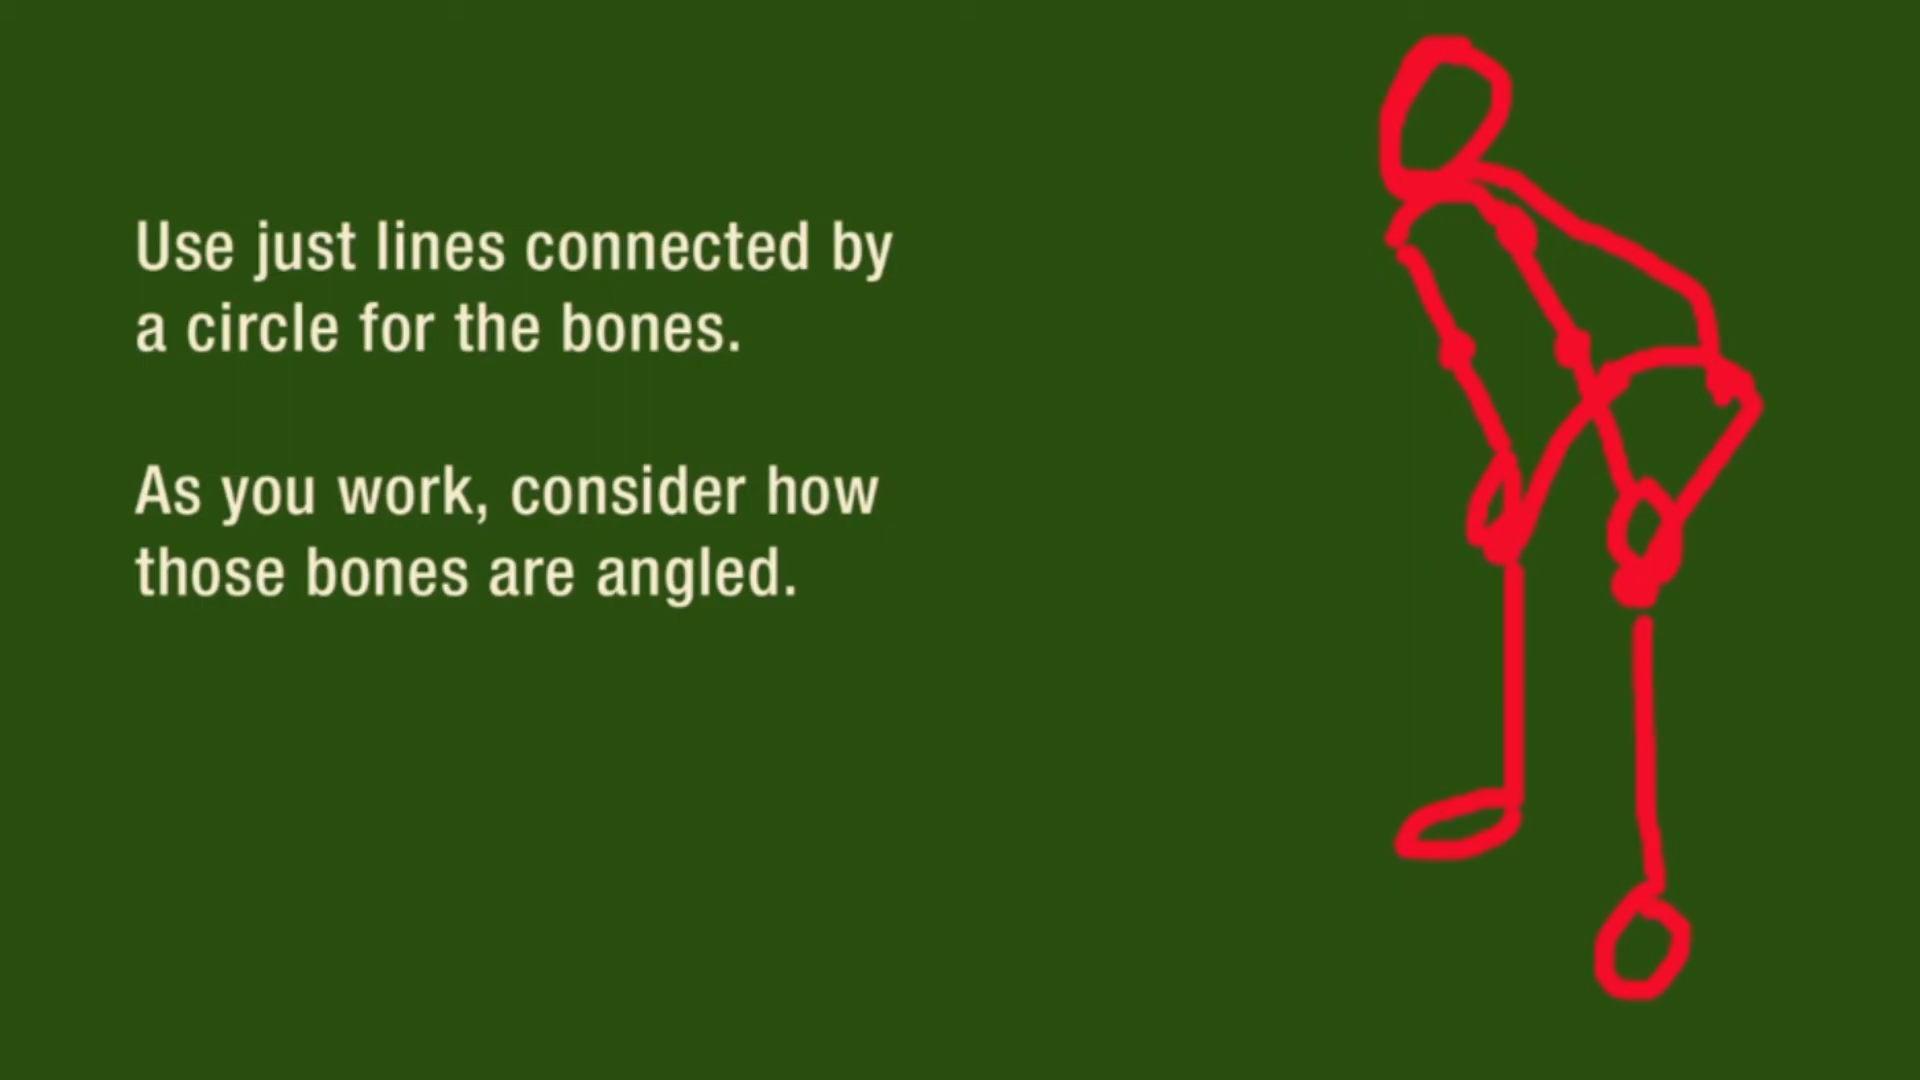 Use just lines connected by
a circle for the bones.
As you work, consider how
those bones are angled.